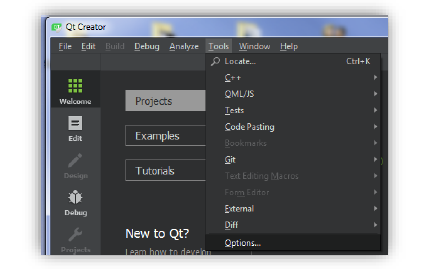 Qt Creator
File Edit Build Debug Analyze Tools Window Help
Locate... Ctrl+K
C++
QML/JS
Tests
Code Pasting
Bookmarks
Git
Text Editing Macros
Form Editor
External
Diff
Options...
Welcome
Edit
Design
Debug
Projects
Projects
Examples
Tutorials
New to Qt?
Learn how to develop